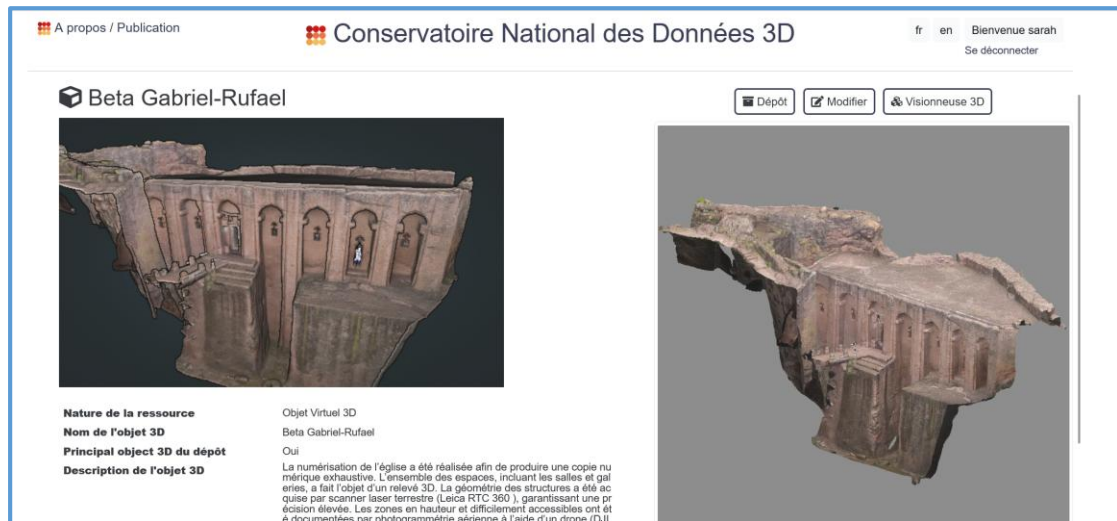 A propos / Publication
Conservatoire National des Données 3D
fr en Bienvenue sarah
Se déconnecter
Beta Gabriel-Rufael
Dépôt Modifier Visionneuse 3D
Nature de la ressource Objet Virtuel 3D
Nom de l'objet 3D Beta Gabriel-Rufael
Principal object 3D du dépôt Oui
Description de l'objet 3D La numérisation de l'église a été réalisée afin de produire une copie nu
mérique exhaustive. L'ensemble des espaces, incluant les salles et gal
eries, a fait l'objet d'un relevé 3D. La géométrie des structures a été ac
quise par scanner laser terrestre (Leica RTC 360 ), garantissant une pr
écision élevée. Les zones en hauteur et difficilement accessibles ont ét
é documentées par photogrammétrie aérienne à l'aide d'un drone (DJI